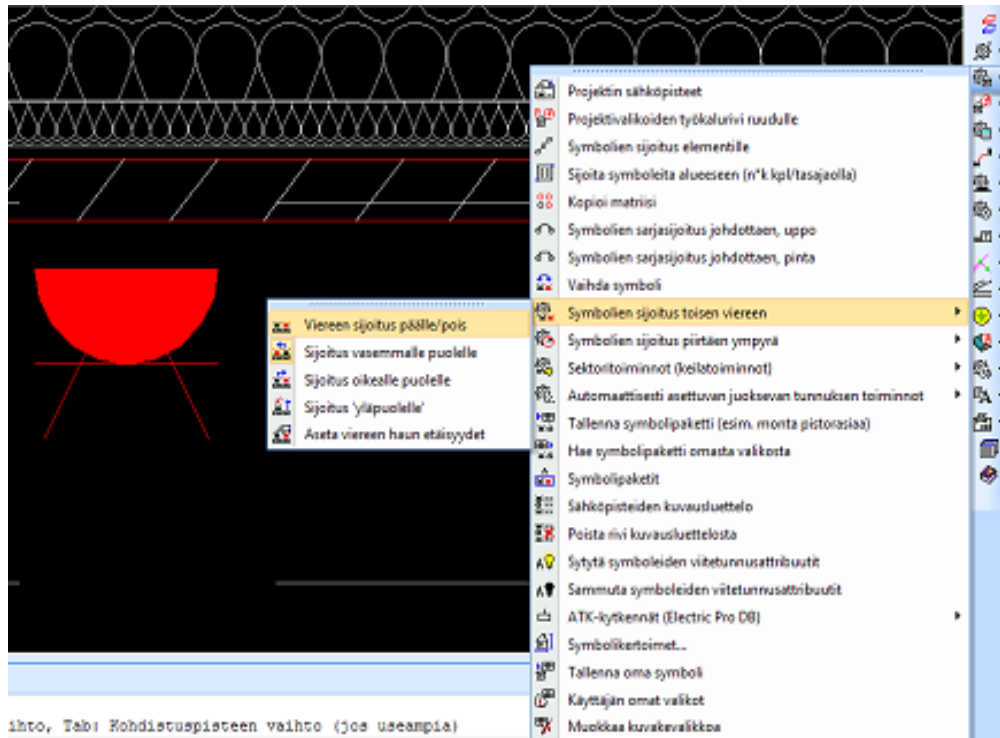 Projektin sähköpisteet
Projektivalikoiden työkalurivi ruudulle
Symbolien sijoitus elementille
Sijoita symboleita alueeseen (n*k kpl/tasajaolla)
Kopioi matriisi
Symbolien sarjasijoitus johdottaen, uppo
Symbolien sarjasijoitus johdottaen, pinta
Vaihda symboli
Symbolien sijoitus toisen viereen
Symbolien sijoitus piirtäen ympyrä
Sektoritoiminnot (keilatoiminnot)
Automaattisesti asettuvan juoksevan tunnuksen toiminnot
Tallenna symbolipaketti (esim. monta pistorasiaa)
Hae symbolipaketti omasta valikosta
Symbolipaketit
Sähköpisteiden kuvausluettelo
Poista rivi kuvausluettelosta
Sytytä symboleiden viitetunnusattribuutit
Sammuta symboleiden viitetunnusattribuutit
ATK-kytkennät (Electric Pro DB)
Symbolikertoimet...
Tallenna oma symboli
Käyttäjän omat valikot
Muokkaa kuvakevalikkoa
Viereen sijoitus päälle/pois
Sijoitus vasemmalle puolelle
Sijoitus oikealle puolelle
Sijoitus 'yläpuolelle'
Aseta viereen haun etäisyydet
ihto, Tab: Kohdistuspisteen vaihto (jos useampia)